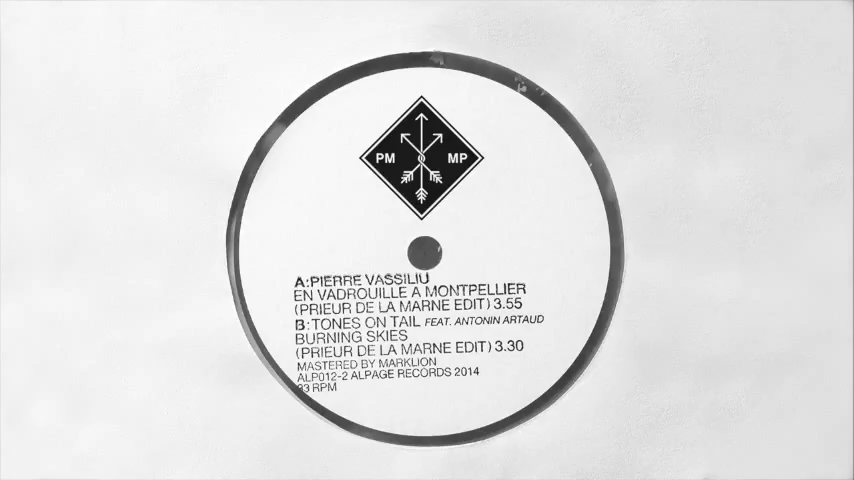 PM MP
A:PIERRE VASSILIU
EN VADROUILLE A MONTPELLIER
(PRIEUR DE LA MARNE EDIT) 3.55
B:TONES ON TAIL FEAT. ANTONIN ARTAUD
BURNING SKIES
(PRIEUR DE LA MARNE EDIT) 3.30
MASTERED BY MARKLION
ALP012-2 ALPAGE RECORDS 2014
33 RPM